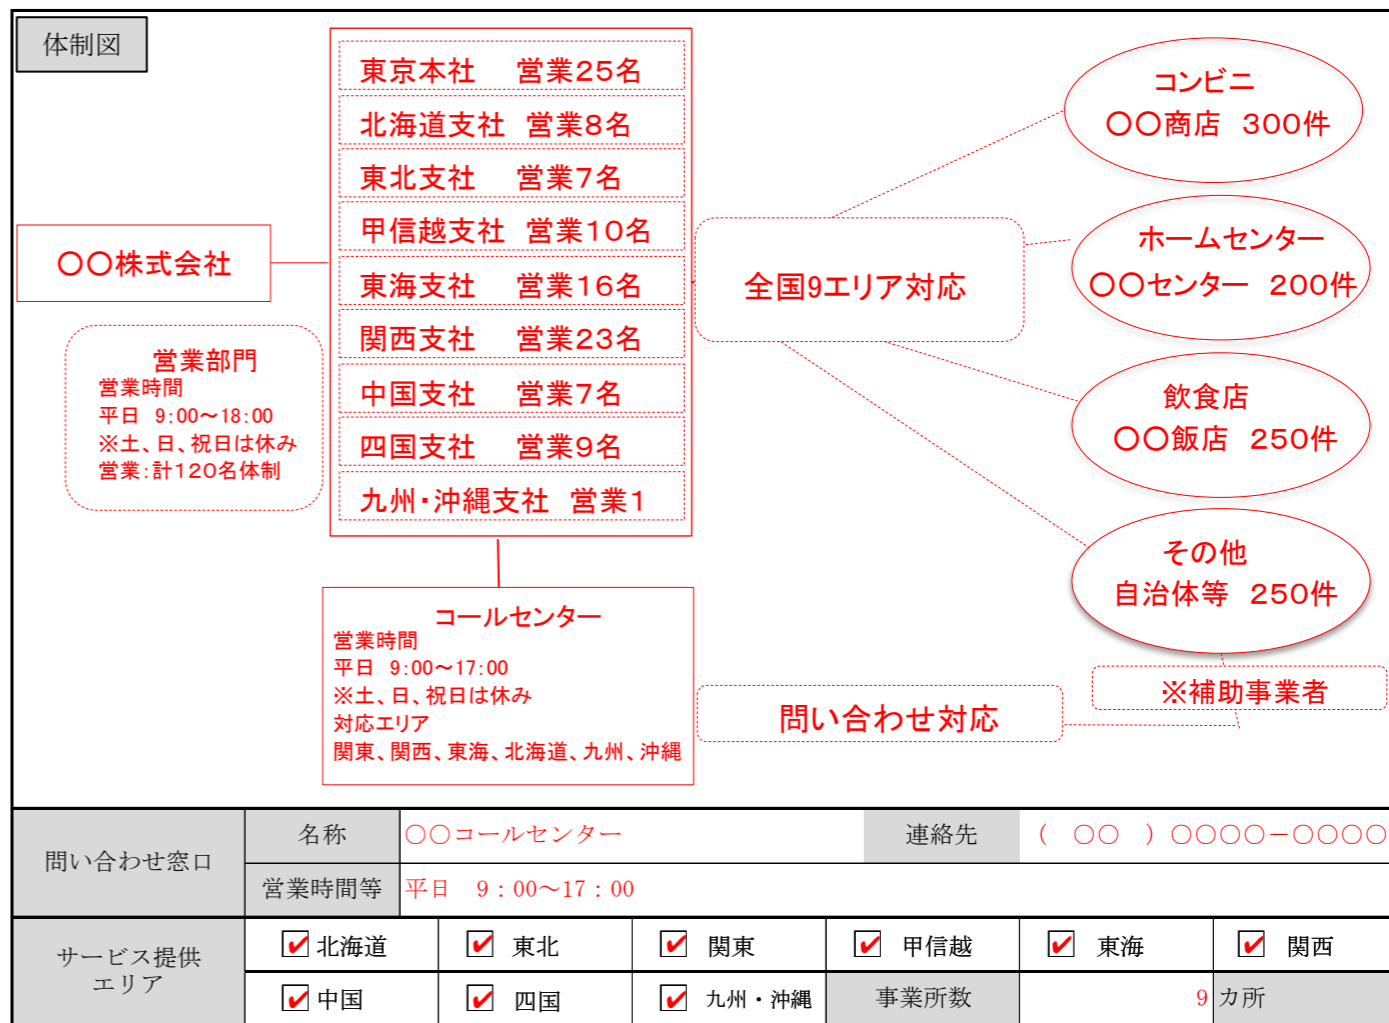 体制図
東京本社 営業25名
北海道支社 営業8名
東北支社 営業7名
甲信越支社 営業10名
東海支社 営業16名
関西支社 営業23名
中国支社 営業7名
四国支社 営業9名
九州・沖縄支社 営業1
〇〇株式会社
営業部門
営業時間
平日 9:00～18:00
※土、日、祝日は休み
営業:計120名体制
全国9エリア対応
コンビニ
〇〇商店 300件
ホームセンター
〇〇センター 200件
飲食店
〇〇飯店 250件
その他
自治体等 250件
※補助事業者
コールセンター
営業時間
平日 9:00～17:00
※土、日、祝日は休み
対応エリア
関東、関西、東海、北海道、九州、沖縄
問い合わせ対応
問い合わせ窓口
名称 〇〇コールセンター 連絡先 ( 〇〇 ) 〇〇〇〇－〇〇〇〇
営業時間等 平日 9：00～17：00
サービス提供
エリア
✔北海道 ✔東北 ✔関東 ✔甲信越 ✔東海 ✔関西
✔中国 ✔四国 ✔九州・沖縄 事業所数 9カ所